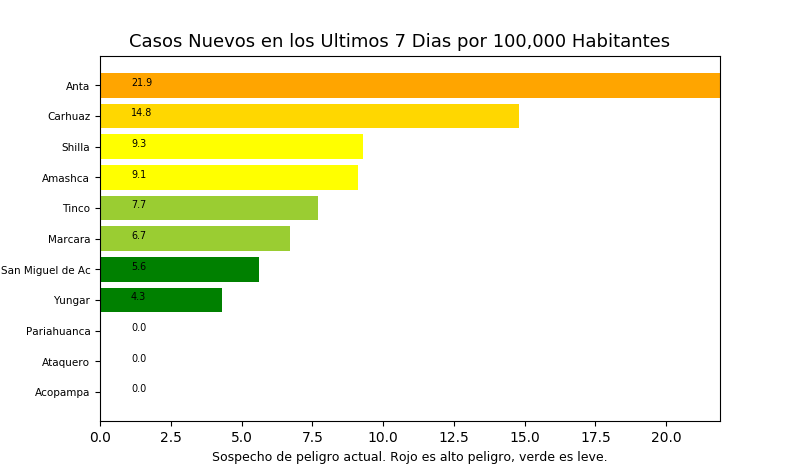 Casos Nuevos en los Ultimos 7 Dias por 100,000 Habitantes
Anta 21.9
Carhuaz 14.8
Shilla 9.3
Amashca 9.1
Tinco 7.7
Marcara 6.7
San Miguel de Ac 5.6
Yungar 4.3
Pariahuanca 0.0
Ataquero 0.0
Acopampa 0.0
0.0 2.5 5.0 7.5 10.0 12.5 15.0 17.5 20.0
Sospecho de peligro actual. Rojo es alto peligro, verde es leve.